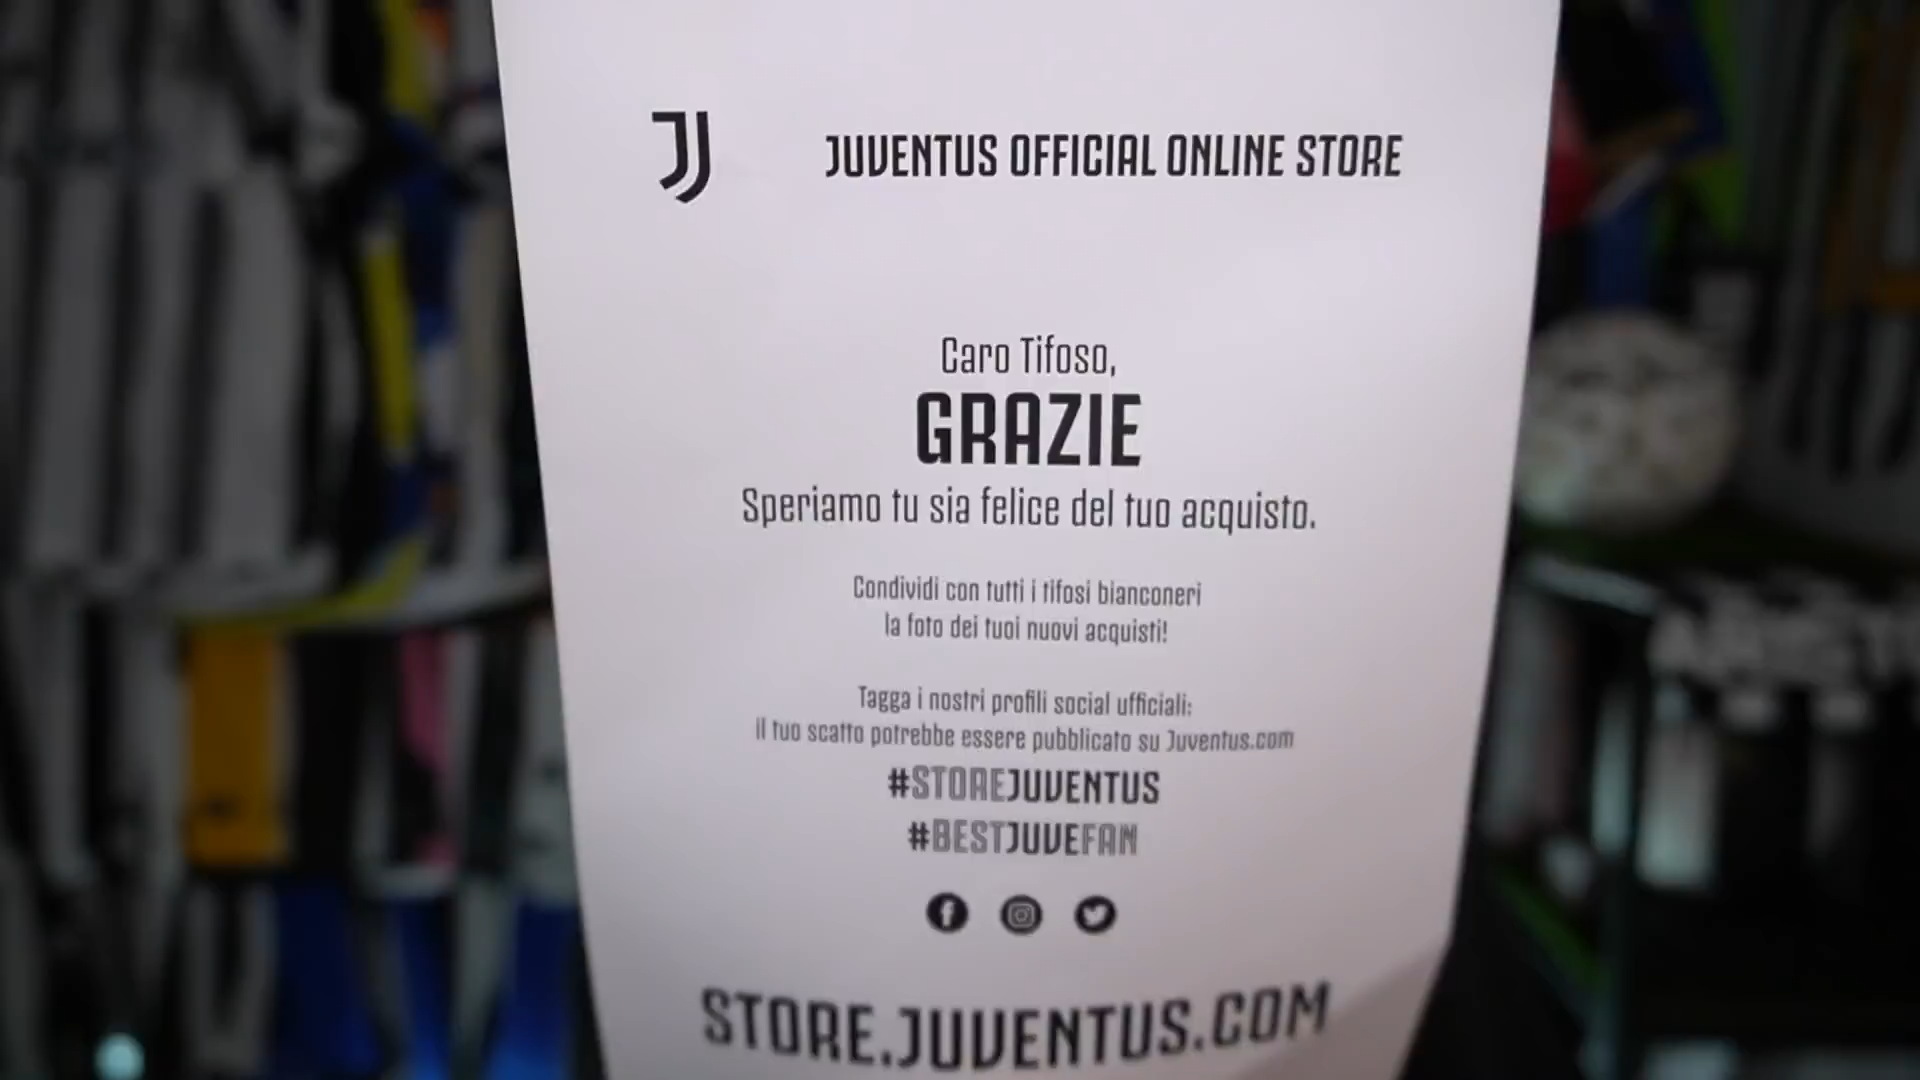 JUVENTUS OFFICIAL ONLINE STORE
Caro Tifoso,
GRAZIE
Speriamo tu sia felice del tuo acquisto.
Condividi con tutti i tifosi bianconeri
la foto dei tuoi nuovi acquisti!
Tagga i nostri profili social ufficiali:
il tuo scatto potrebbe essere pubblicato su Juventus.com
#STOREJUVENTUS
#BESTJUVEFAN
STORE.JUVENTUS.COM